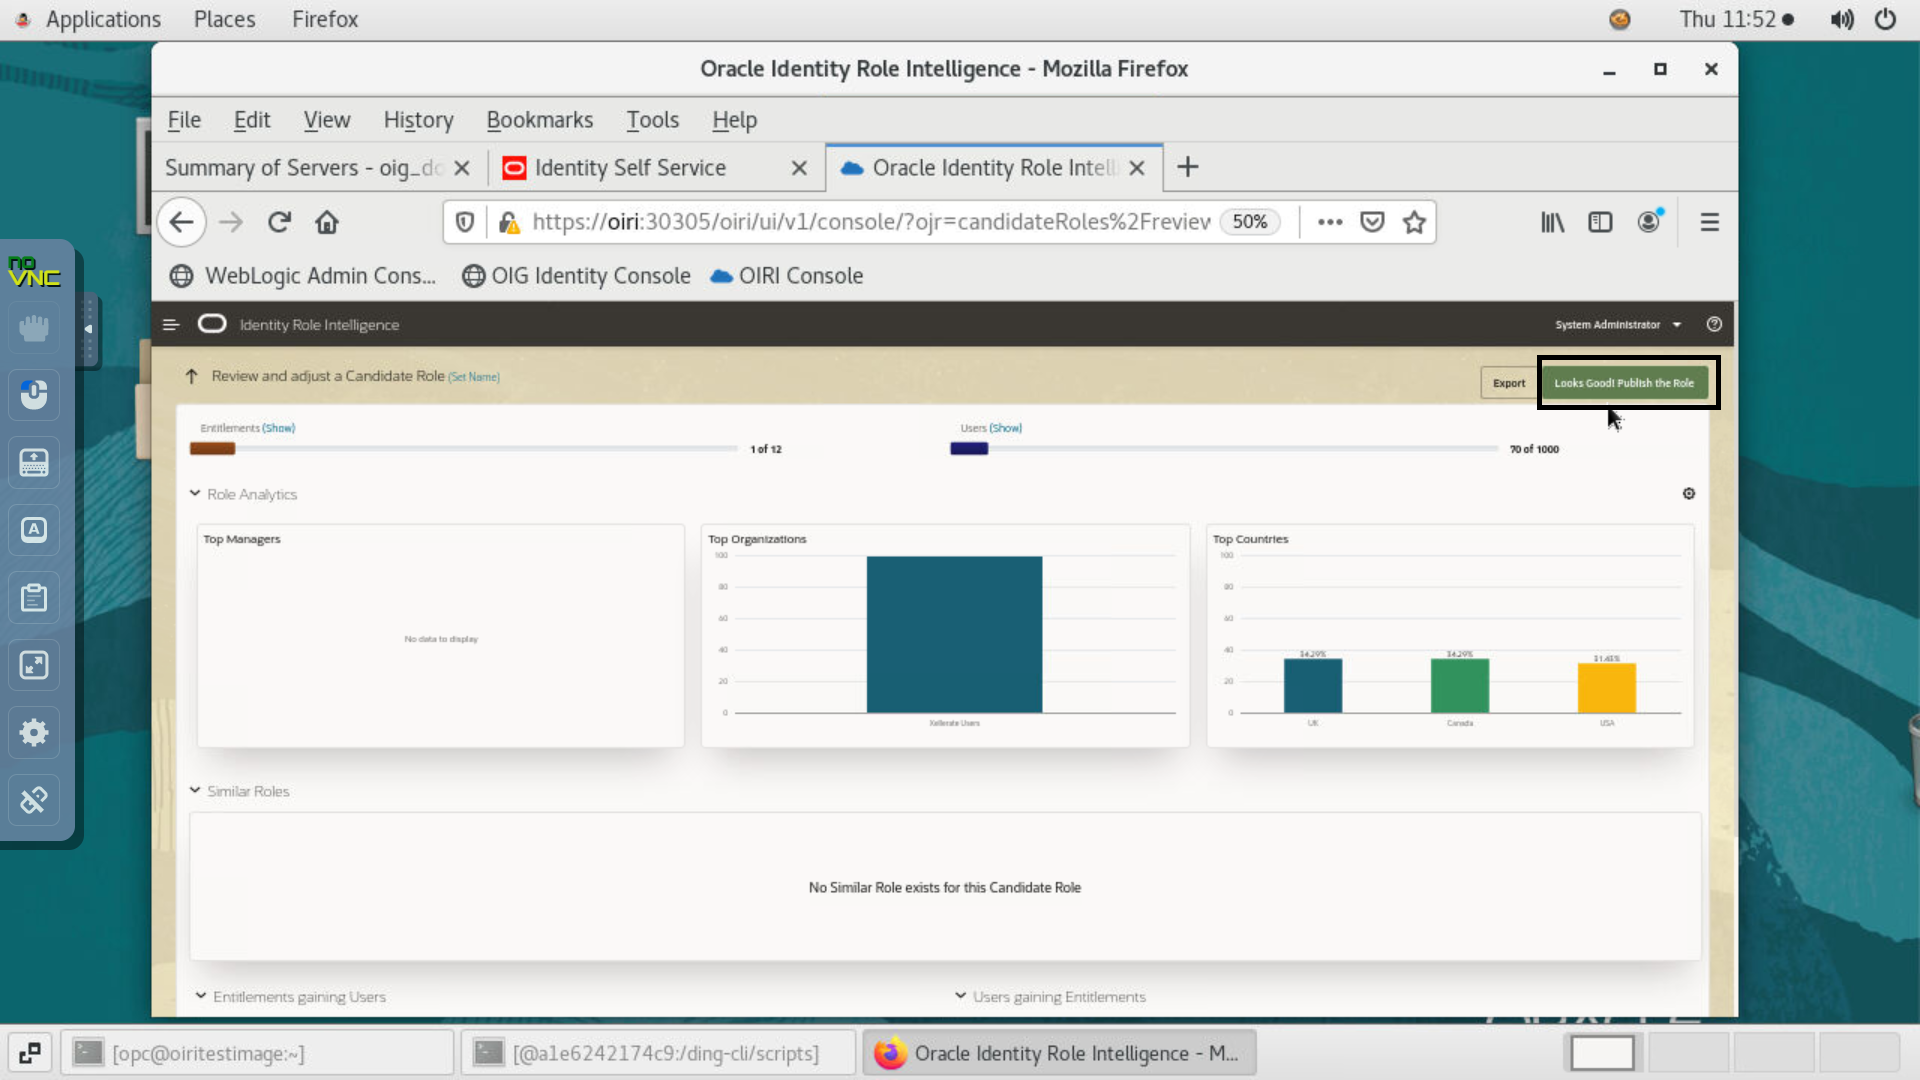 Applications Places Firefox Thu 11:52
Oracle Identity Role Intelligence - Mozilla Firefox
File Edit View History Bookmarks Tools Help
Summary of Servers - oig_do
Identity Self Service
Oracle Identity Role Intell
https://oiri:30305/oiri/ui/v1/console/?ojr=candidateRoles%2Freview 50%
WebLogic Admin Cons... OIG Identity Console OIRI Console
no
VNC
Identity Role Intelligence System Administrator
Review and adjust a Candidate Role (Set Name)
Export Looks Good! Publish the Role
Entitlements (Show) Users (Show)
1 of 12 70 of 1000
Role Analytics
Top Managers
No data to display
Top Organizations
100
80
60
40
20
0
Xellerate Users
Top Countries
100
80
60
40
20
0
34.29% 34.29% 31.43%
UK Canada USA
Similar Roles
No Similar Role exists for this Candidate Role
Entitlements gaining Users Users gaining Entitlements
[opc@oiritestimage:~] [@a1e6242174c9:/ding-cli/scripts] Oracle Identity Role Intelligence - M...